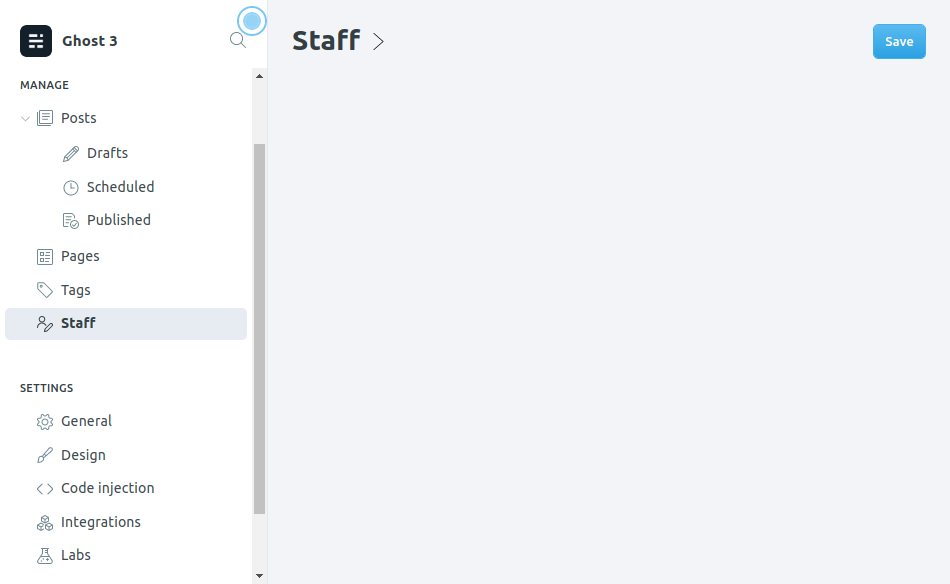 Ghost 3
MANAGE
Posts
Drafts
Scheduled
Published
Pages
Tags
Staff
SETTINGS
General
Design
Code injection
Integrations
Labs
Staff
Save